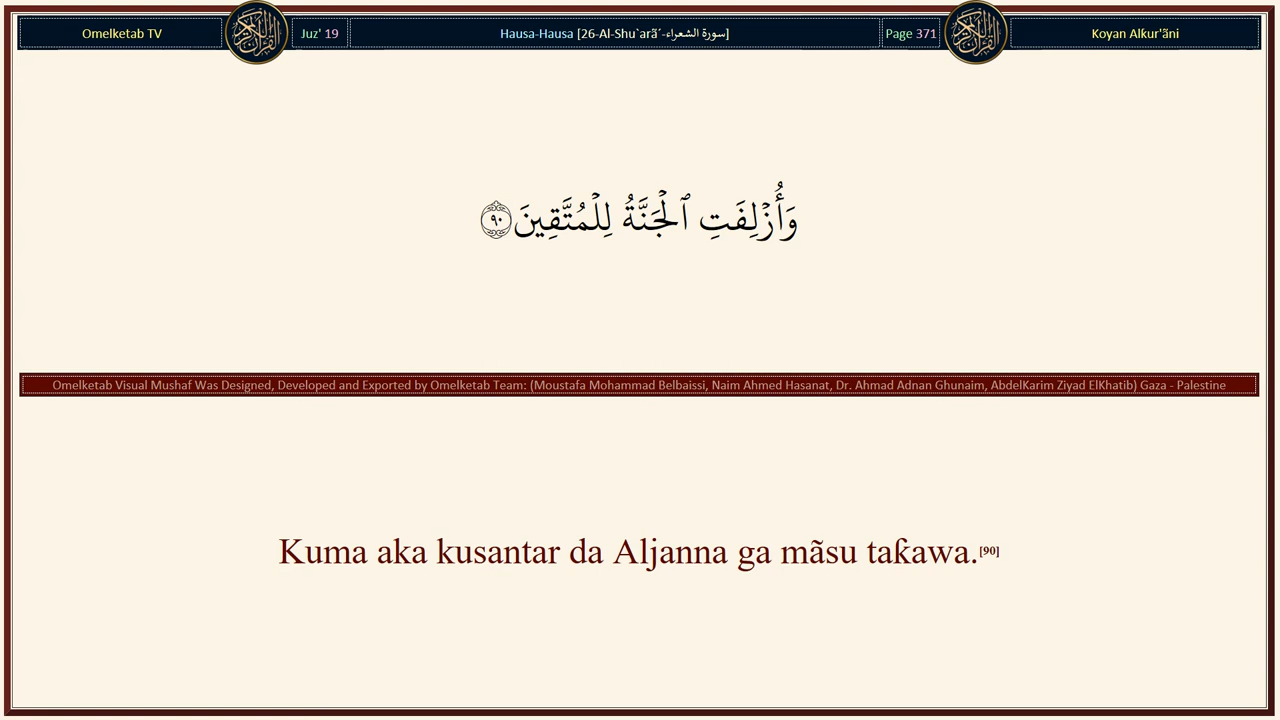 Omelketab TV
Juz' 19
Hausa-Hausa [26-Al-Shu`arã´-سورة الشعراء]
Page 371
Koyan Alƙur'ãni
وَأُزۡلِفَتِ ٱلۡجَنَّةُ لِلۡمُتَّقِينَ ٩٠
Omelketab Visual Mushaf Was Designed, Developed and Exported by Omelketab Team: (Moustafa Mohammad Belbaissi, Naim Ahmed Hasanat, Dr. Ahmad Adnan Ghunaim, AbdelKarim Ziyad ElKhatib) Gaza - Palestine
Kuma aka kusantar da Aljanna ga mãsu taƙawa.[90]